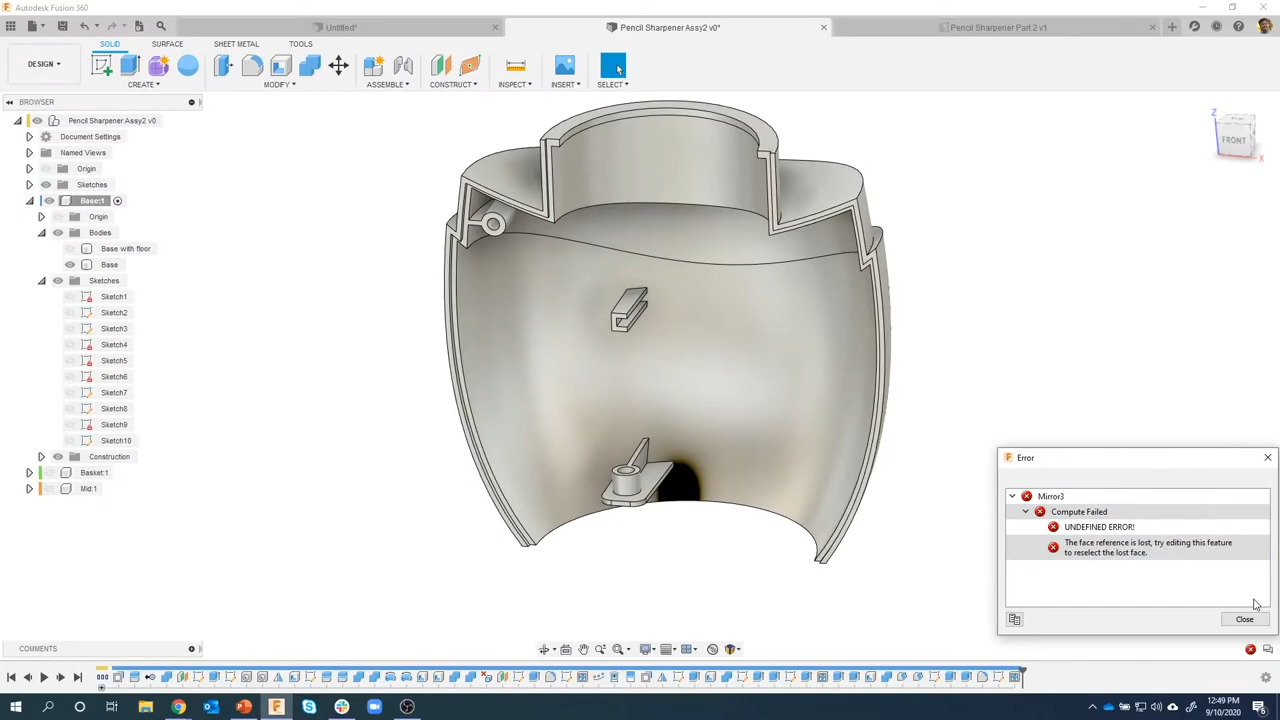 Autodesk Fusion 360
Untitled*
Pencil Sharpener Assy2 v0*
Pencil Sharpener Part 2 v1
SOLID
SURFACE
SHEET METAL
TOOLS
DESIGN
CREATE
MODIFY
ASSEMBLE
CONSTRUCT
INSPECT
INSERT
SELECT
BROWSER
Pencil Sharpener Assy2 v0
Document Settings
Named Views
Origin
Sketches
Base:1
Origin
Bodies
Base with floor
Base
Sketches
Sketch1
Sketch2
Sketch3
Sketch4
Sketch5
Sketch6
Sketch7
Sketch8
Sketch9
Sketch10
Construction
Basket:1
Mid:1
Z
FRONT
X
Error
Mirror3
Compute Failed
UNDEFINED ERROR!
The face reference is lost, try editing this feature
to reselect the lost face.
Close
COMMENTS
12:49 PM
9/10/2020
6